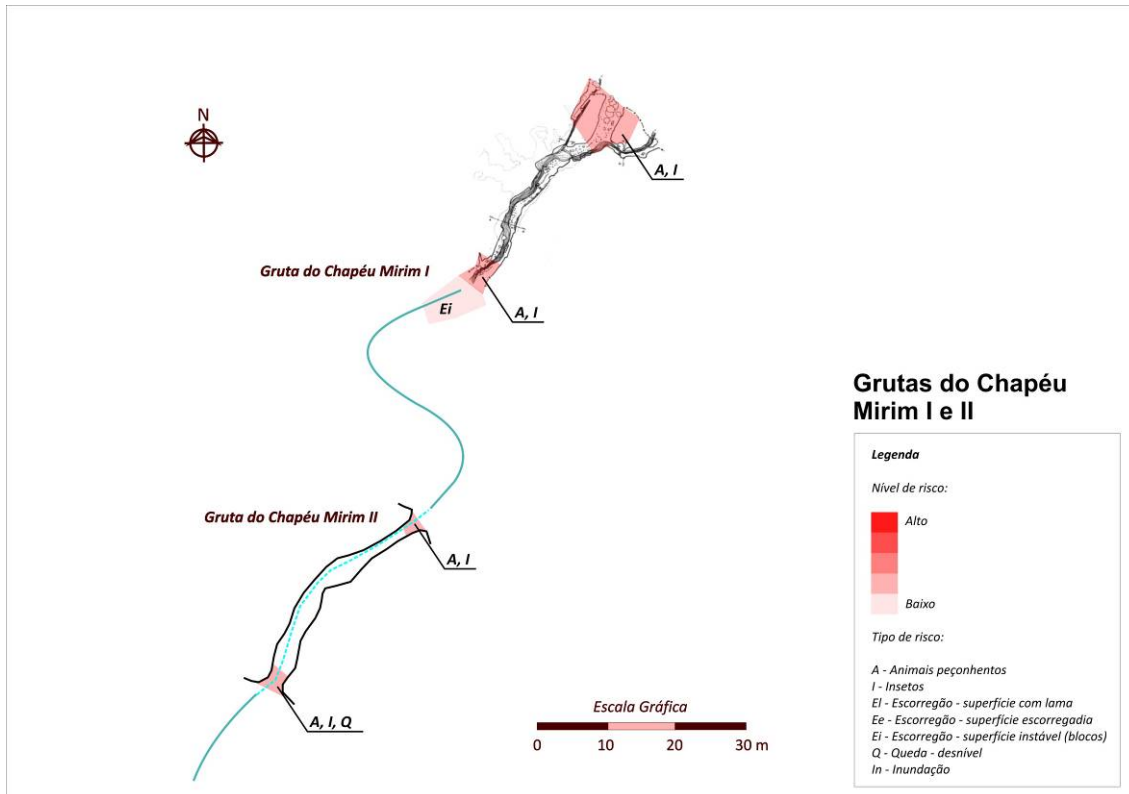 N
A, I
Gruta do Chapéu Mirim I
A, I
Ei
Gruta do Chapéu Mirim II
A, I
A, I, Q
Escala Gráfica
0 10 20 30 m
Grutas do Chapéu
Mirim I e II
Legenda
Nível de risco:
Alto
Baixo
Tipo de risco:
A - Animais peçonhentos
I - Insetos
El - Escorregão - superfície com lama
Ee - Escorregão - superfície escorregadia
Ei - Escorregão - superfície instável (blocos)
Q - Queda - desnível
In - Inundação